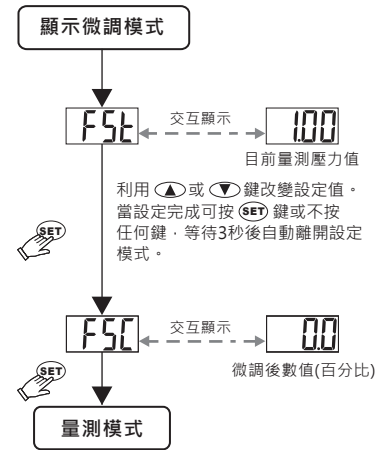 顯示微調模式
FSt
交互顯示
1.00
目前量測壓力值
利用 ▲ 或 ▼ 鍵改變設定值。
當設定完成可按 SET 鍵或不按
任何鍵，等待3秒後自動離開設定
模式。
SET
FSC
交互顯示
0.0
微調後數值(百分比)
SET
量測模式